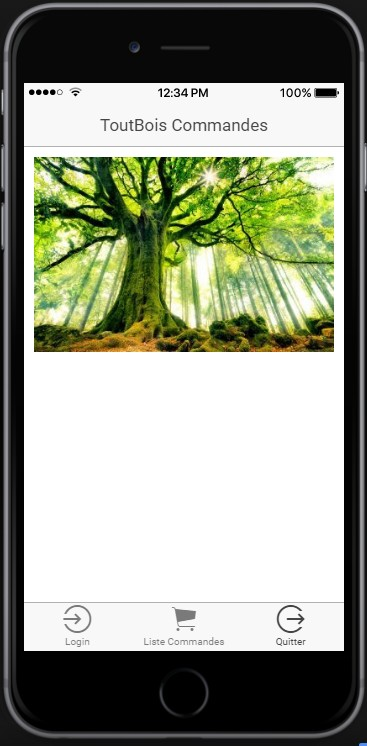 12:34 PM
100%
ToutBois Commandes
Login
Liste Commandes
Quitter